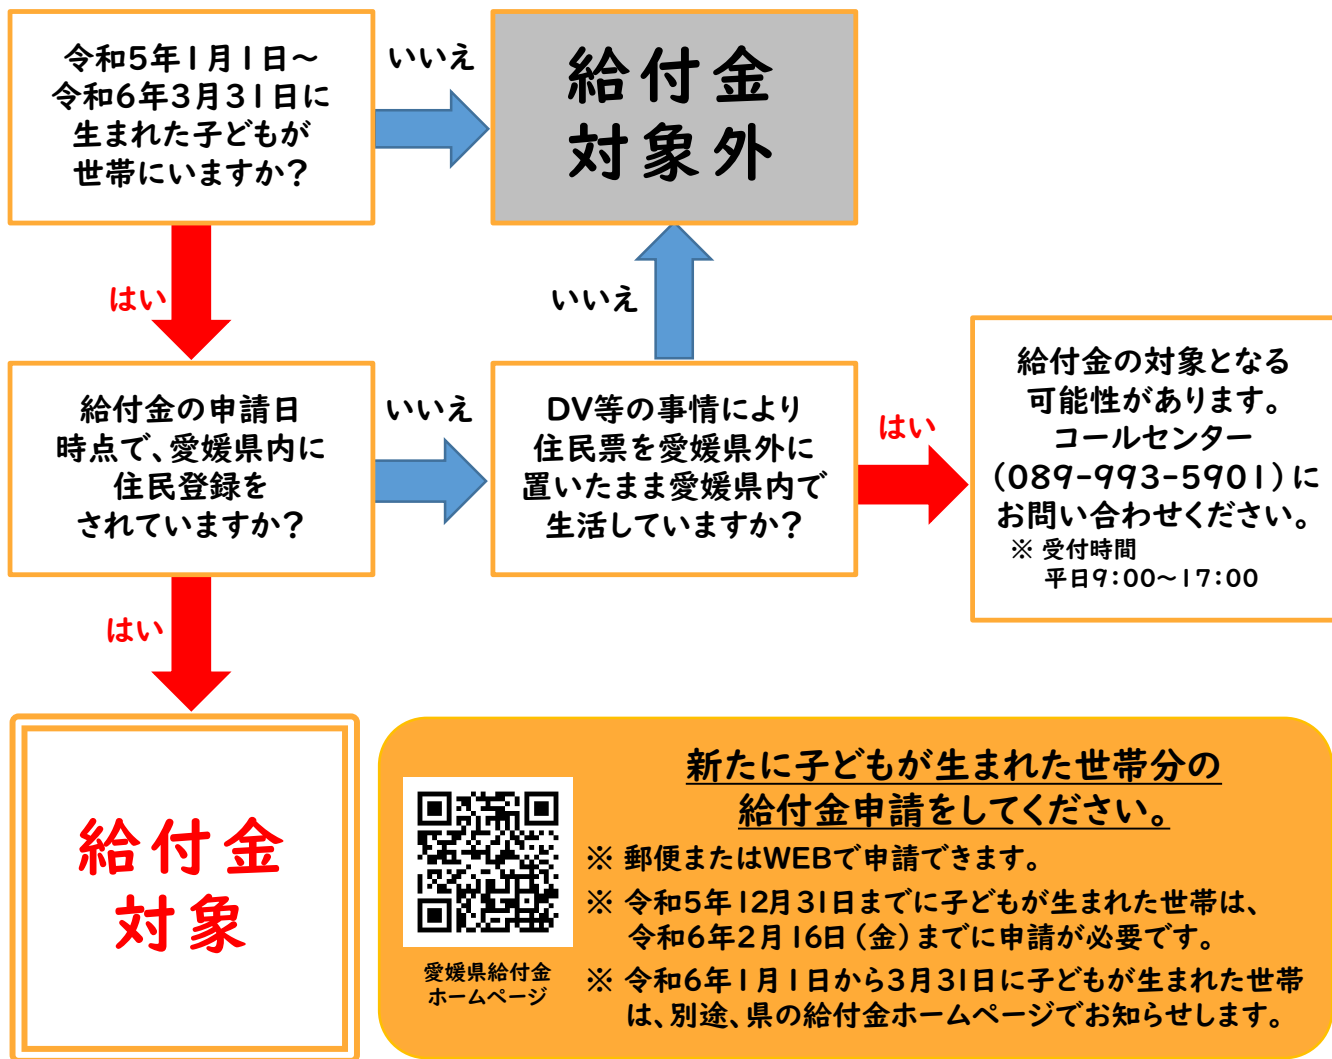 令和5年1月1日～
令和6年3月31日に
生まれた子どもが
世帯にいますか？
いいえ
給付金
対象外
はい
いいえ
給付金の申請日
時点で、愛媛県内に
住民登録を
されていますか？
いいえ
DV等の事情により
住民票を愛媛県外に
置いたまま愛媛県内で
生活していますか？
はい
給付金の対象となる
可能性があります。
コールセンター
（089-993-5901）に
お問い合わせください。
※ 受付時間
平日9：00～17：00
はい
給付金
対象
新たに子どもが生まれた世帯分の
給付金申請をしてください。
※ 郵便またはWEBで申請できます。
※ 令和5年12月31日までに子どもが生まれた世帯は、
令和6年2月16日（金）までに申請が必要です。
※ 令和6年1月1日から3月31日に子どもが生まれた世帯
は、別途、県の給付金ホームページでお知らせします。
愛媛県給付金
ホームページ